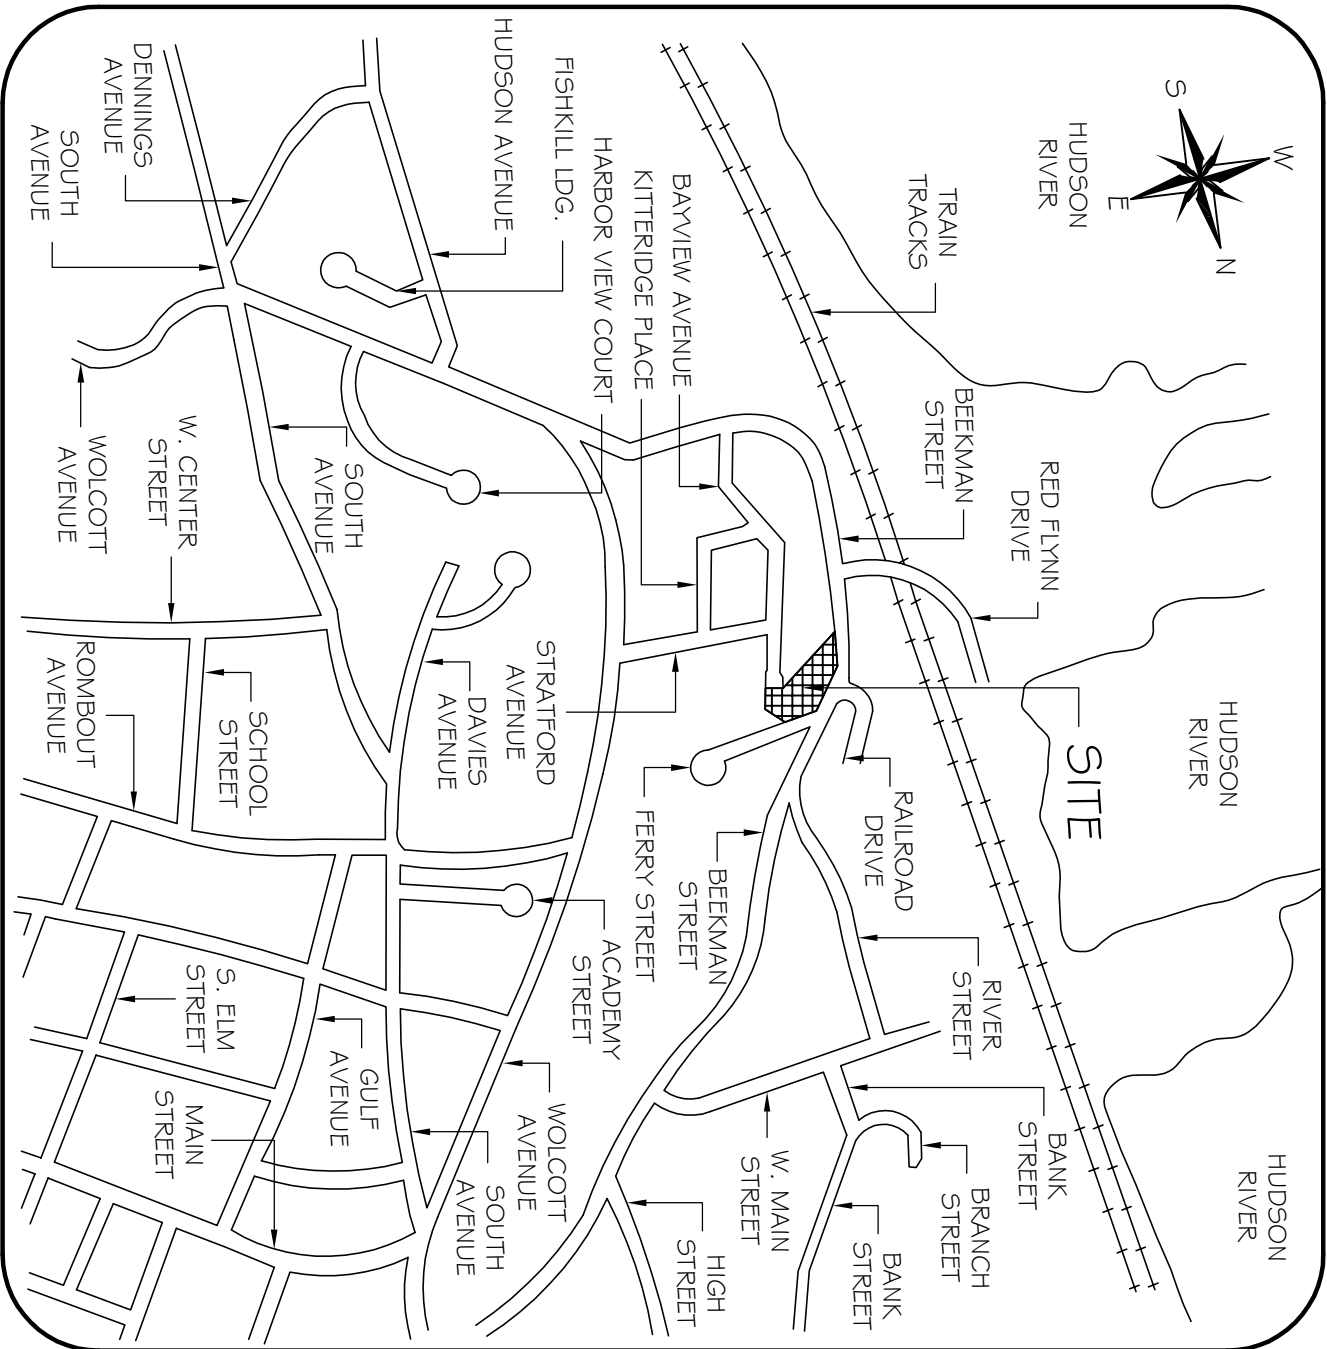 S
W
E
N
HUDSON
RIVER
TRAIN
TRACKS
BEEKMAN
STREET
RED FLYNN
DRIVE
HUDSON
RIVER
SITE
HUDSON
RIVER
DENNINGS
AVENUE
SOUTH
AVENUE
HUDSON AVENUE
FISHKILL LDG.
HARBOR VIEW COURT
KITTERIDGE PLACE
BAYVIEW AVENUE
WOLCOTT
AVENUE
W. CENTER
STREET
SOUTH
AVENUE
ROMBOUT
AVENUE
SCHOOL
STREET
DAVIES
AVENUE
STRATFORD
AVENUE
FERRY STREET
BEEKMAN
STREET
RAILROAD
DRIVE
RIVER
STREET
ACADEMY
STREET
S. ELM
STREET
GULF
AVENUE
MAIN
STREET
WOLCOTT
AVENUE
SOUTH
AVENUE
W. MAIN
STREET
BANK
STREET
BRANCH
STREET
BANK
STREET
HIGH
STREET